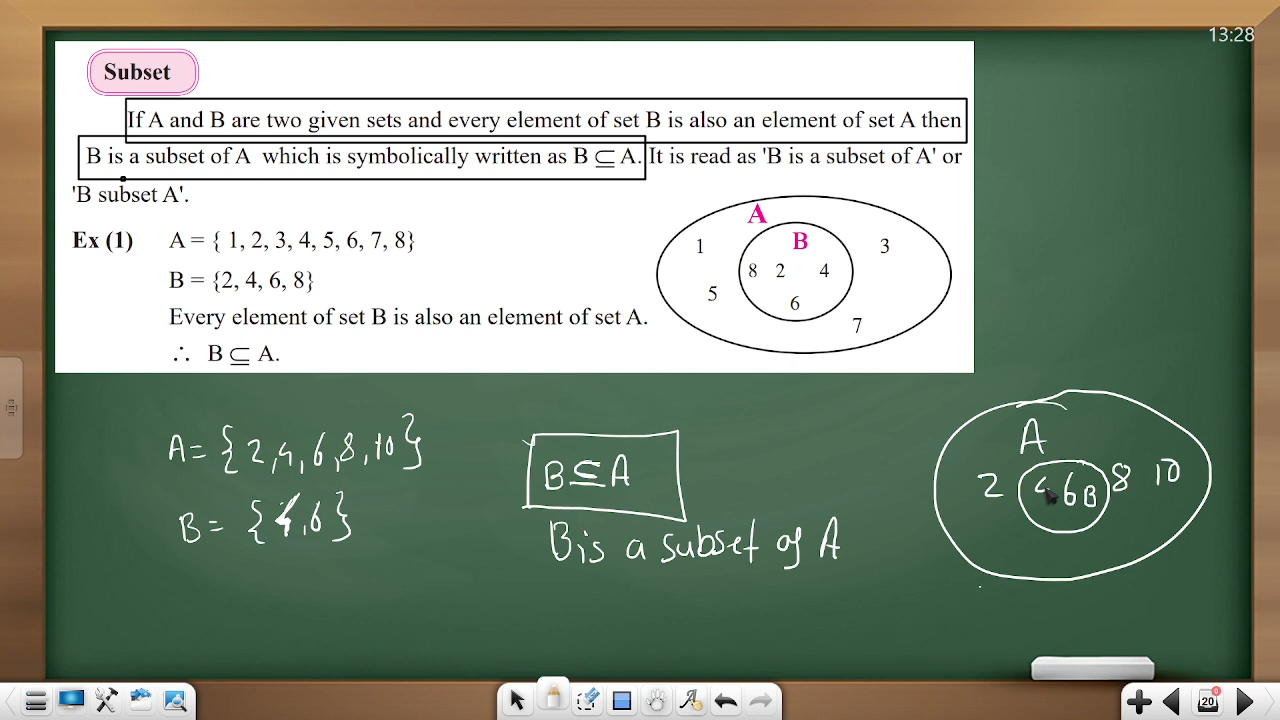 13:28
Subset
If A and B are two given sets and every element of set B is also an element of set A then
B is a subset of A which is symbolically written as B ⊆ A. It is read as 'B is a subset of A' or
'B subset A'.
Ex (1) A = { 1, 2, 3, 4, 5, 6, 7, 8}
B = {2, 4, 6, 8}
Every element of set B is also an element of set A.
∴ B ⊆ A.
A
B
1
3
8 2 4
5
6
7
A= {2,4,6,8,10}
B= {4,6}
B⊆A
B is a subset of A
A
2 4 6 B 8 10
0
20